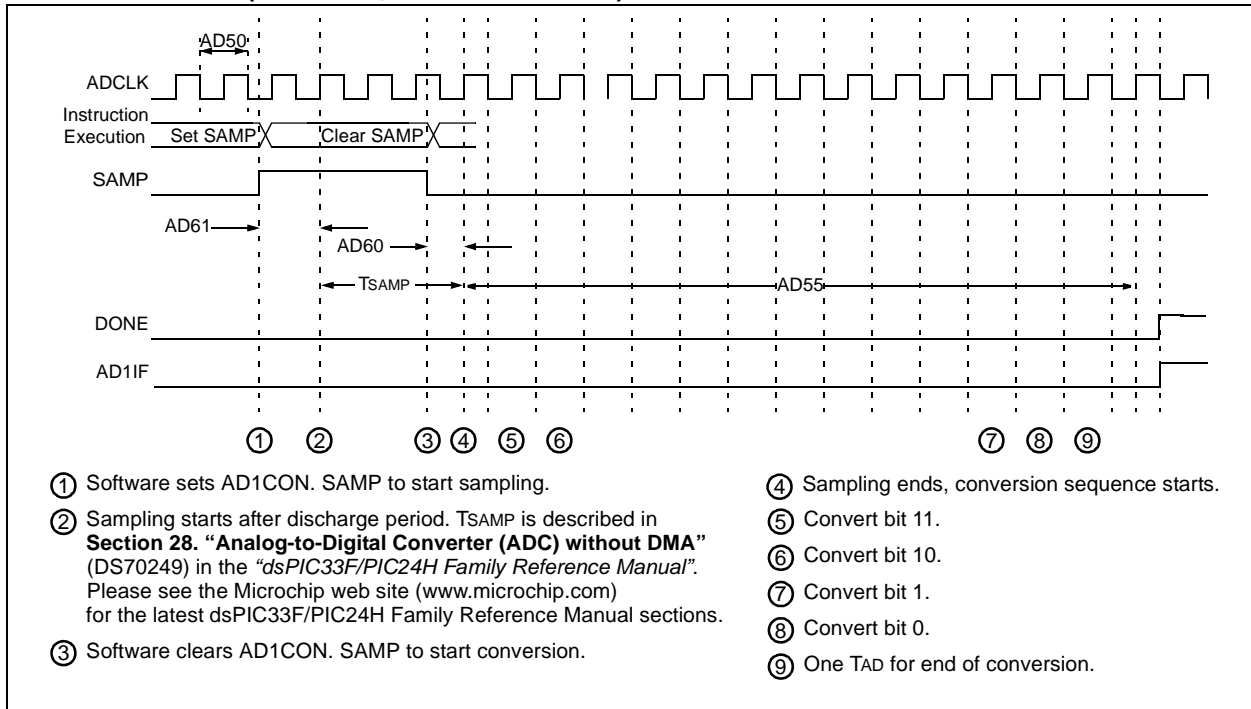 AD50
ADCLK
Instruction
Execution
Set SAMP
Clear SAMP
SAMP
AD61
AD60
TSAMP
AD55
DONE
AD1IF
1 2 3 4 5 6 7 8 9
1 Software sets AD1CON. SAMP to start sampling.
2 Sampling starts after discharge period. TSAMP is described in
Section 28. “Analog-to-Digital Converter (ADC) without DMA”
(DS70249) in the “dsPIC33F/PIC24H Family Reference Manual”.
Please see the Microchip web site (www.microchip.com)
for the latest dsPIC33F/PIC24H Family Reference Manual sections.
3 Software clears AD1CON. SAMP to start conversion.
4 Sampling ends, conversion sequence starts.
5 Convert bit 11.
6 Convert bit 10.
7 Convert bit 1.
8 Convert bit 0.
9 One TAD for end of conversion.